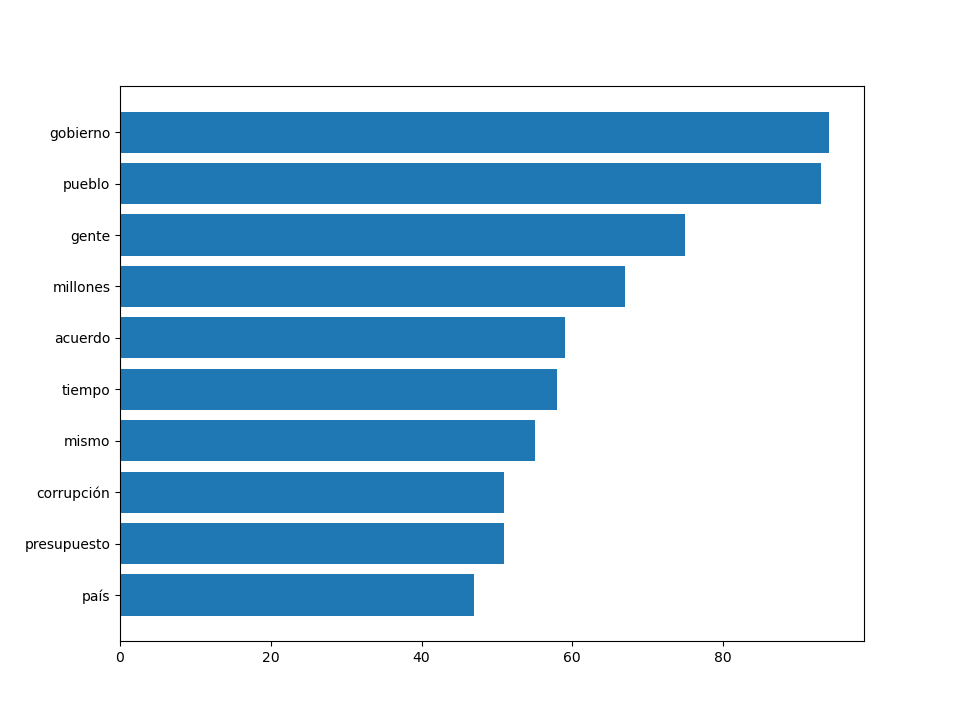 gobierno
pueblo
gente
millones
acuerdo
tiempo
mismo
corrupción
presupuesto
país
0 20 40 60 80